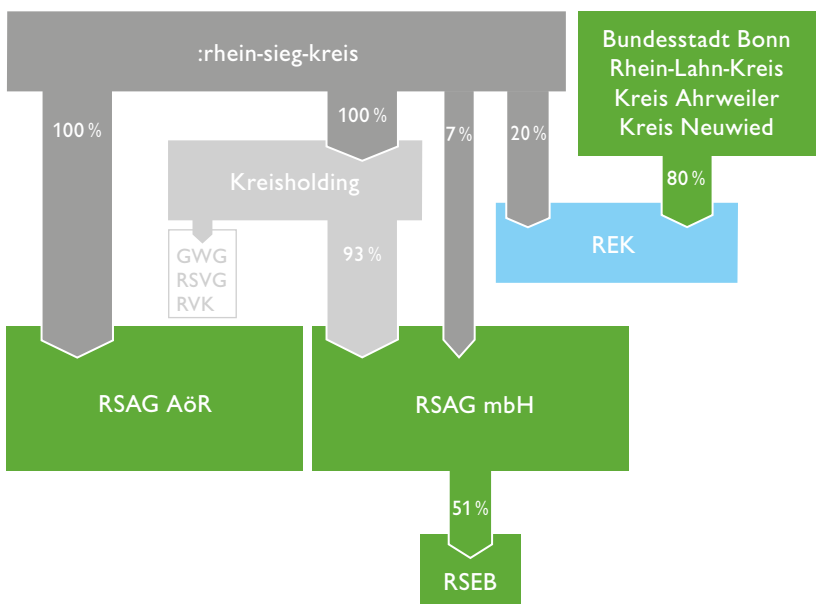 :rhein-sieg-kreis
Bundesstadt Bonn
Rhein-Lahn-Kreis
Kreis Ahrweiler
Kreis Neuwied
100 %
100 %
7 %
20 %
80 %
Kreisholding
GWG
RSVG
RVK
93 %
REK
RSAG AöR
RSAG mbH
51 %
RSEB